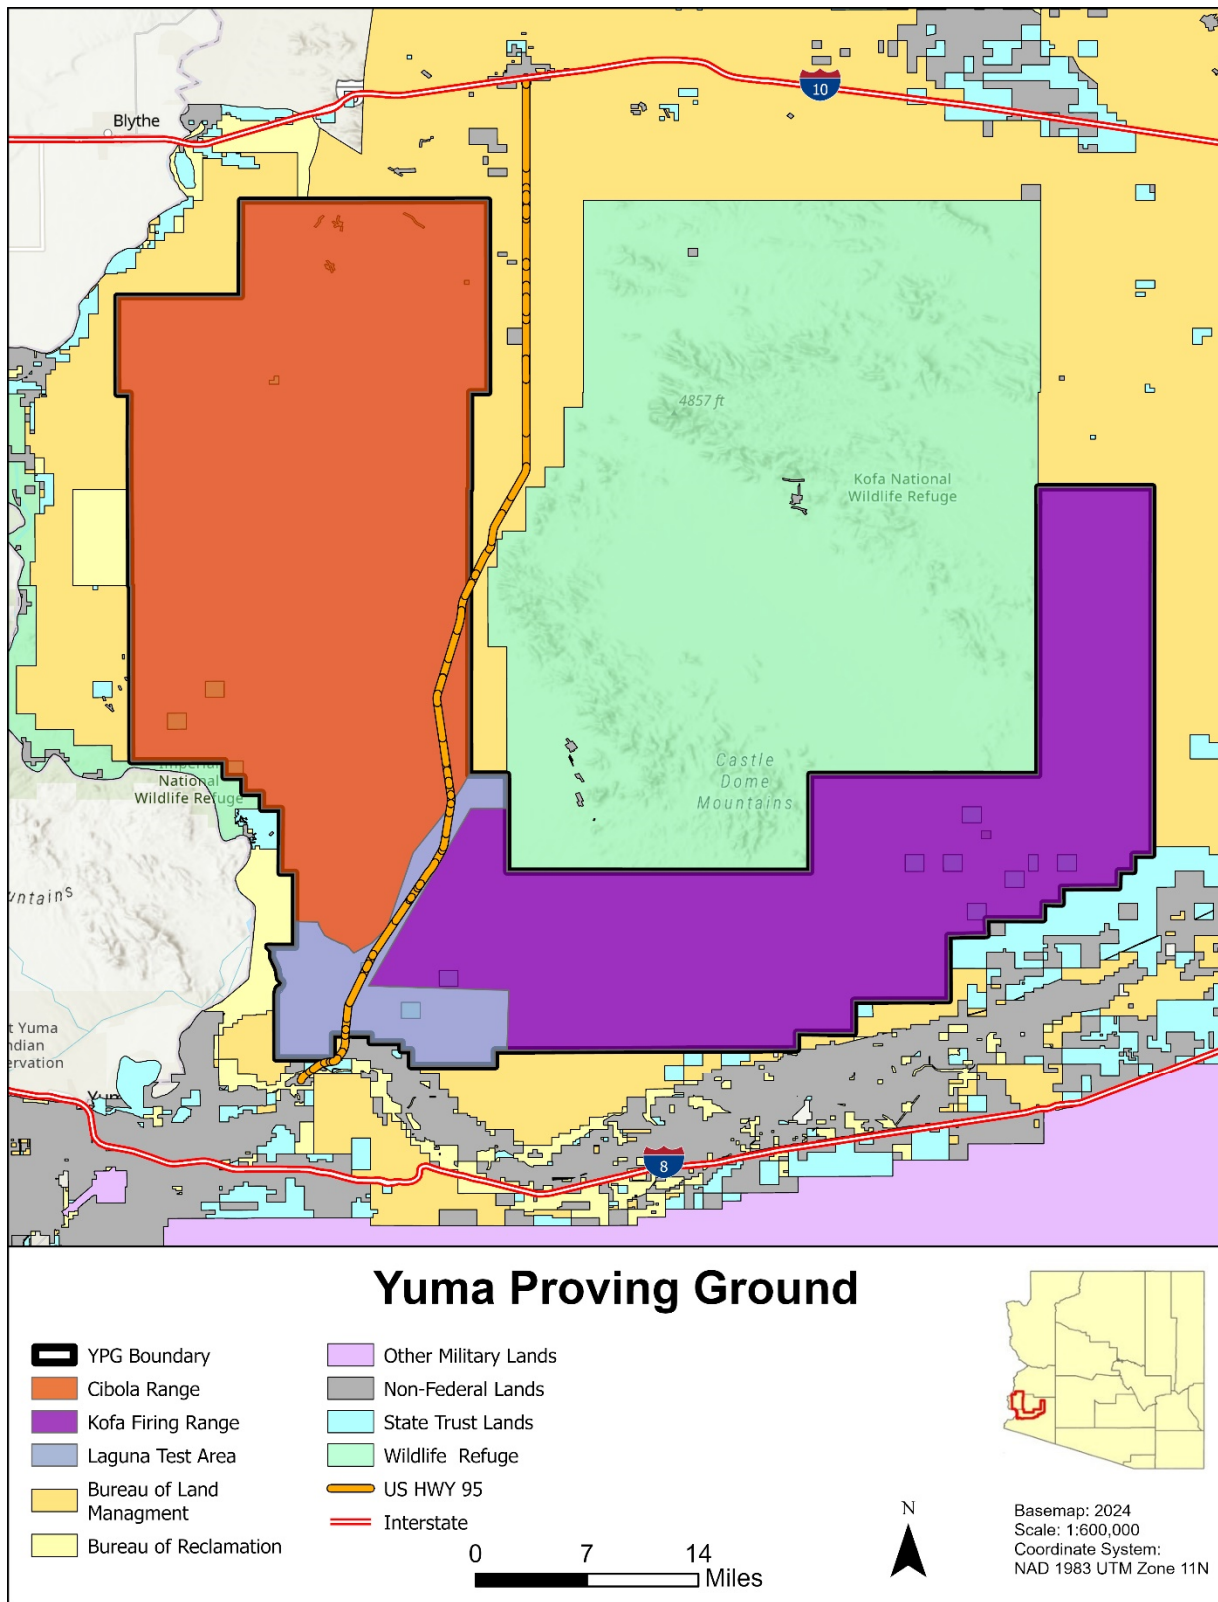 10
Blythe
4857 ft
Kofa National
Wildlife Refuge
National
Wildlife Refuge
Castle
Dome
Mountains
t Yuma
ndian
ervation
8
Yuma Proving Ground
YPG Boundary
Cibola Range
Kofa Firing Range
Laguna Test Area
Bureau of Land
Managment
Bureau of Reclamation
Other Military Lands
Non-Federal Lands
State Trust Lands
Wildlife Refuge
US HWY 95
Interstate
0 7 14
Miles
N
Basemap: 2024
Scale: 1:600,000
Coordinate System:
NAD 1983 UTM Zone 11N